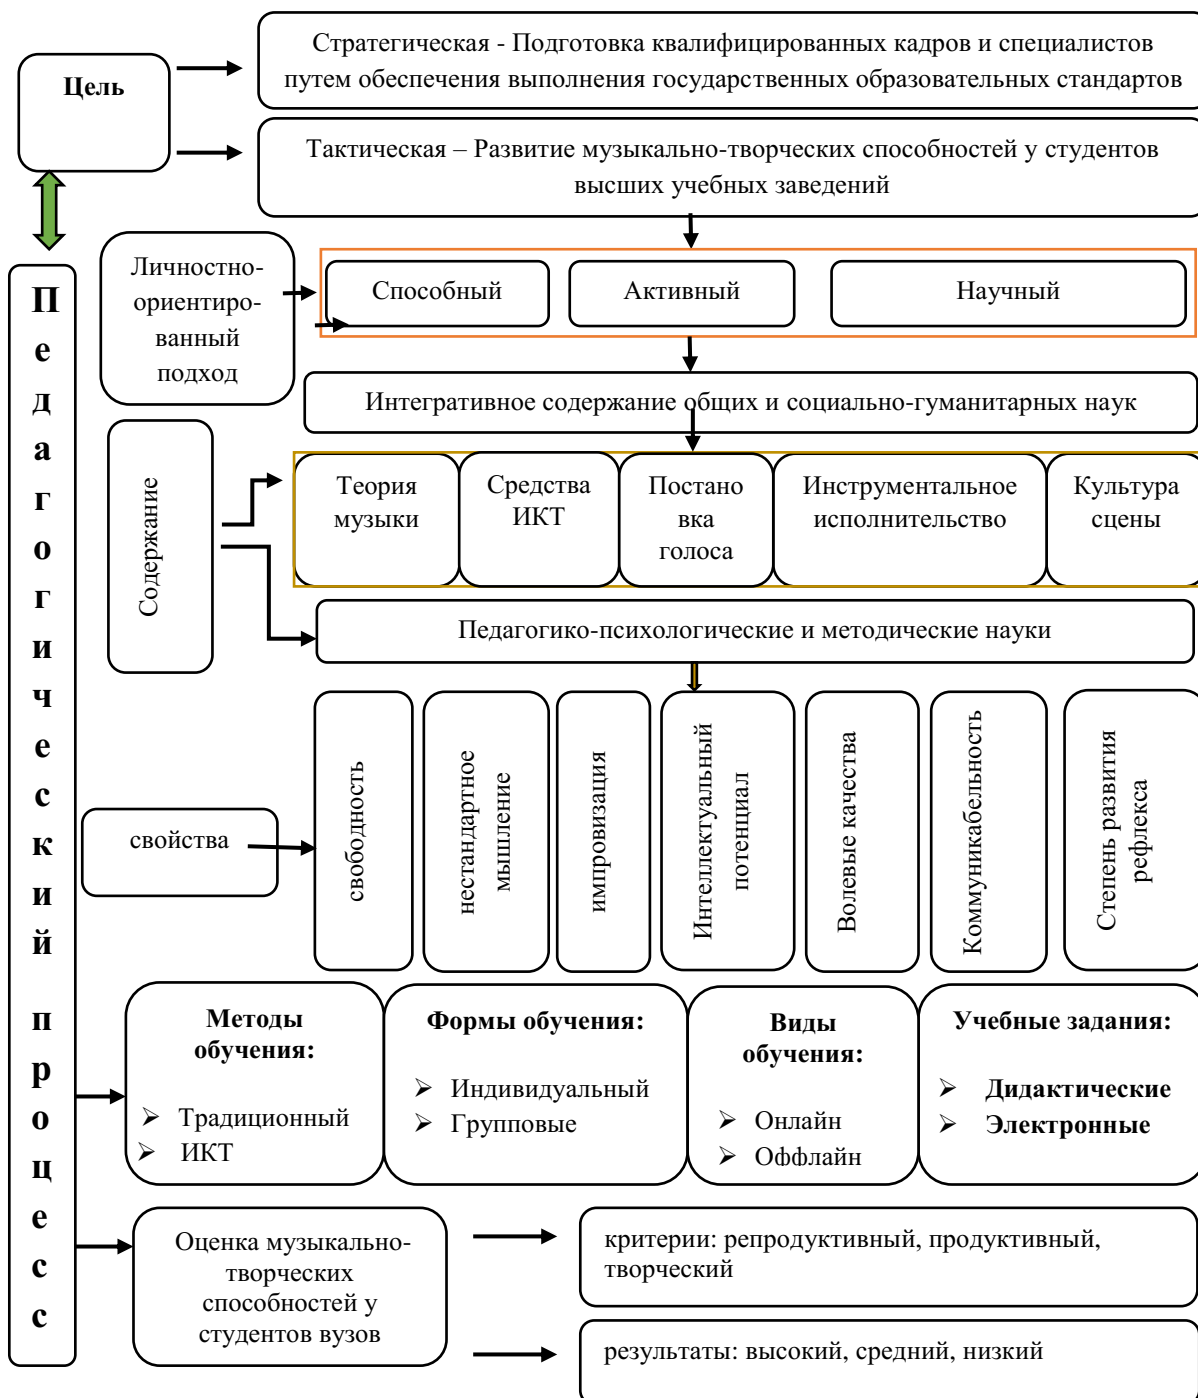 Цель
Стратегическая - Подготовка квалифицированных кадров и специалистов
путем обеспечения выполнения государственных образовательных стандартов
Тактическая – Развитие музыкально-творческих способностей у студентов
высших учебных заведений
Педагогический процесс
Личностно-
ориентиро-
ванный
подход
Способный
Активный
Научный
Интегративное содержание общих и социально-гуманитарных наук
Содержание
Теория
музыки
Средства
ИКТ
Постано
вка
голоса
Инструментальное
исполнительство
Культура
сцены
Педагогико-психологические и методические науки
свойства
свободность
нестандартное
мышление
импровизация
Интеллектуальный
потенциал
Волевые качества
Коммуникабельность
Степень развития
рефлекса
Методы
обучения:
➢ Традиционный
➢ ИКТ
Формы обучения:
➢ Индивидуальный
➢ Групповые
Виды
обучения:
➢ Онлайн
➢ Оффлайн
Учебные задания:
➢ Дидактические
➢ Электронные
Оценка музыкально-
творческих
способностей у
студентов вузов
критерии: репродуктивный, продуктивный,
творческий
результаты: высокий, средний, низкий